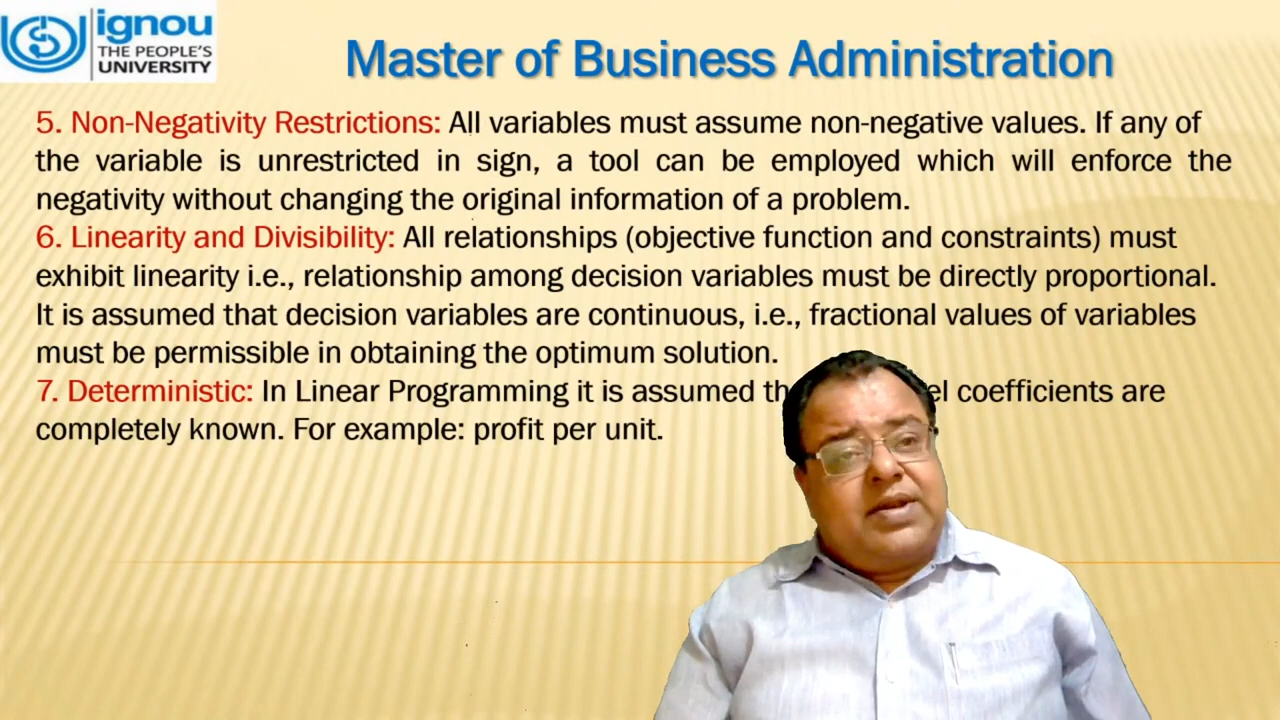 ignou
THE PEOPLE'S
UNIVERSITY
Master of Business Administration
5. Non-Negativity Restrictions: All variables must assume non-negative values. If any of
the variable is unrestricted in sign, a tool can be employed which will enforce the
negativity without changing the original information of a problem.
6. Linearity and Divisibility: All relationships (objective function and constraints) must
exhibit linearity i.e., relationship among decision variables must be directly proportional.
It is assumed that decision variables are continuous, i.e., fractional values of variables
must be permissible in obtaining the optimum solution.
7. Deterministic: In Linear Programming it is assumed coefficients are
completely known. For example: profit per unit.